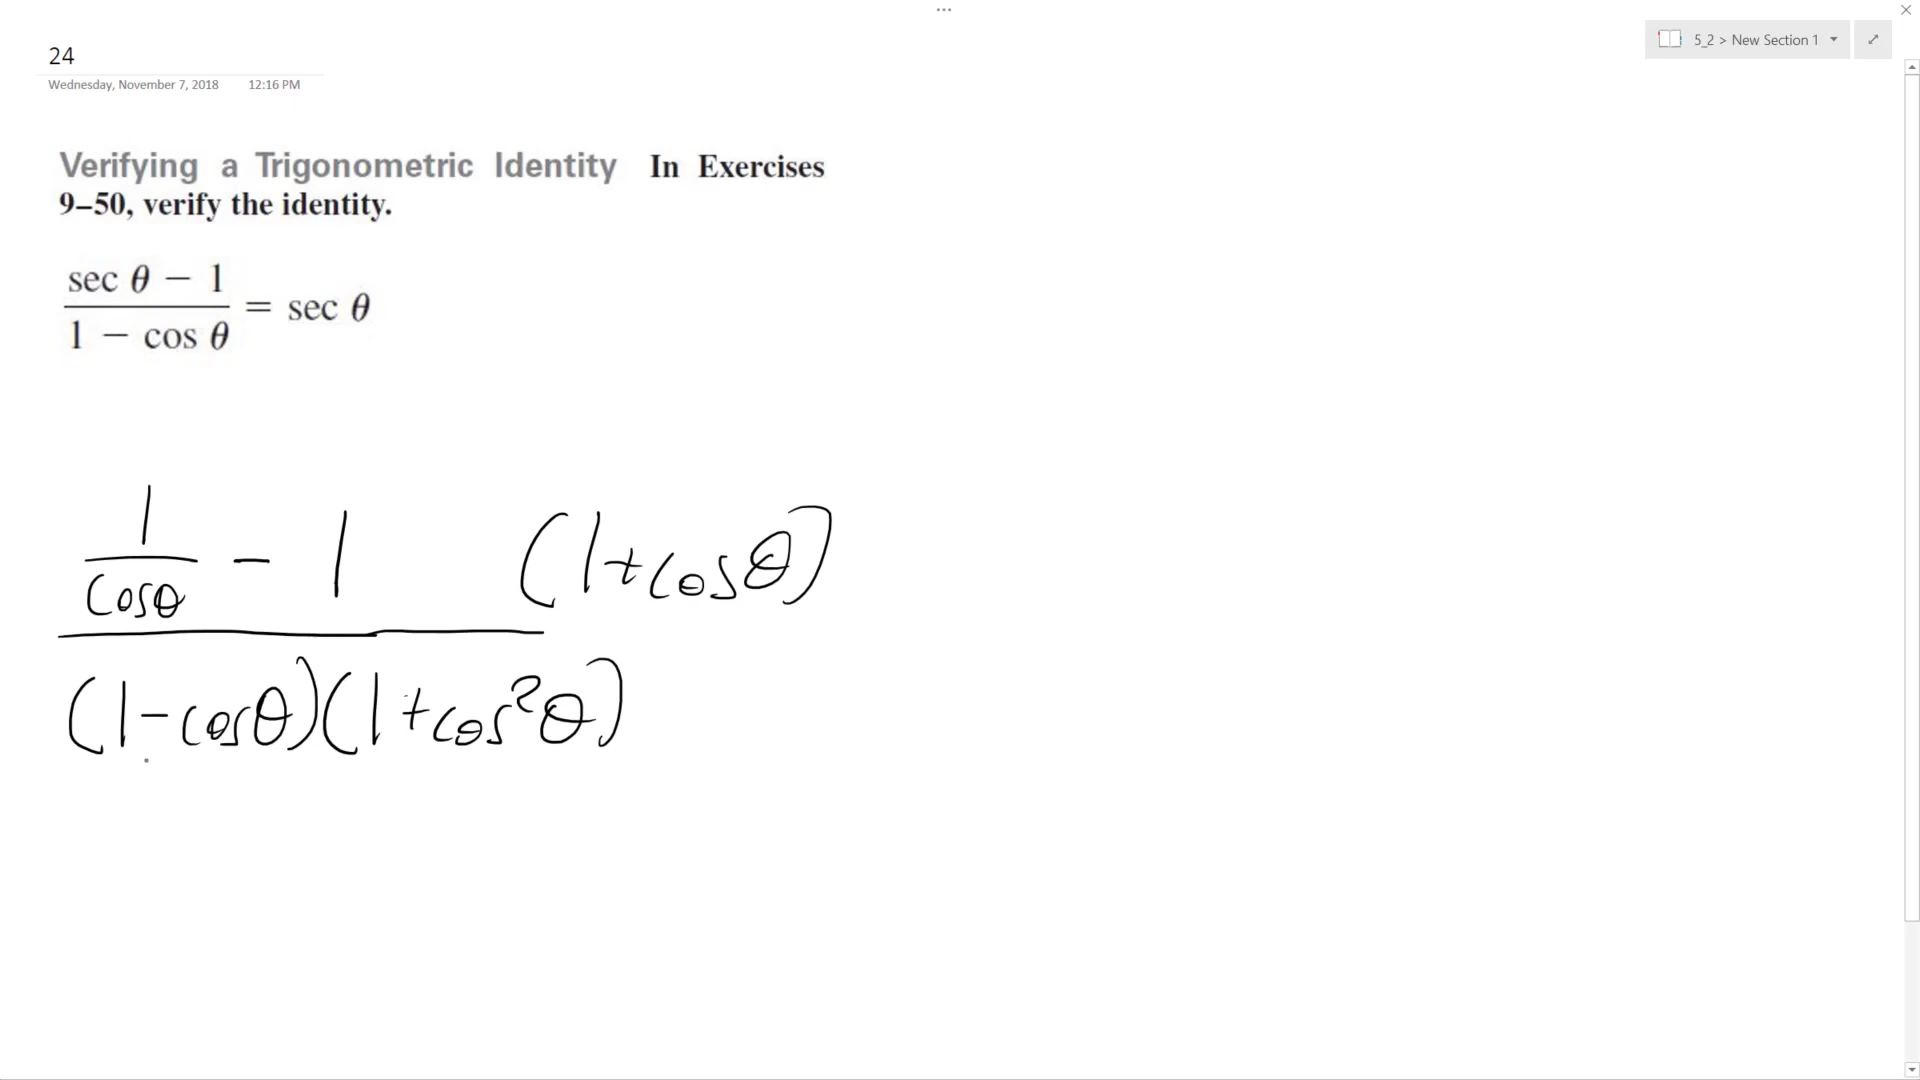 ...
5_2 > New Section 1
24
Wednesday, November 7, 2018 12:16 PM
Verifying a Trigonometric Identity In Exercises
9–50, verify the identity.
sec θ − 1
1 − cos θ
= sec θ
1
cosθ
− 1 (1+cosθ)
(1-cosθ)(1+cos²θ)